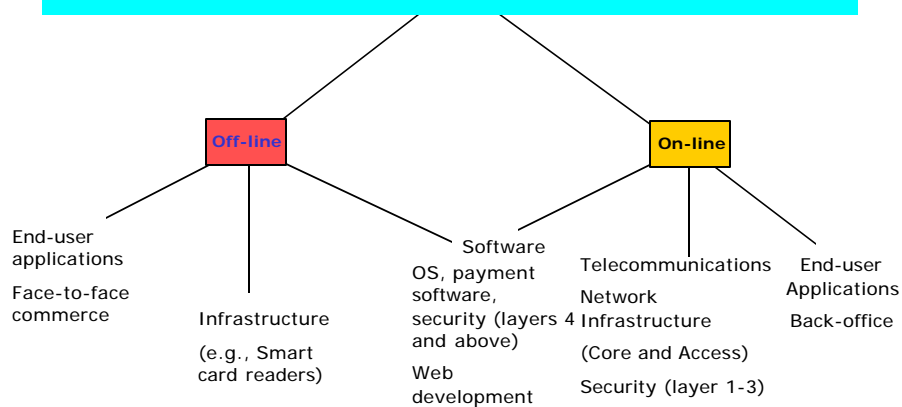 Off-line
On-line
End-user
applications
Face-to-face
commerce
Infrastructure
(e.g., Smart
card readers)
Software
OS, payment
software,
security (layers 4
and above)
Web
development
Telecommunications
Network
Infrastructure
(Core and Access)
Security (layer 1-3)
End-user
Applications
Back-office